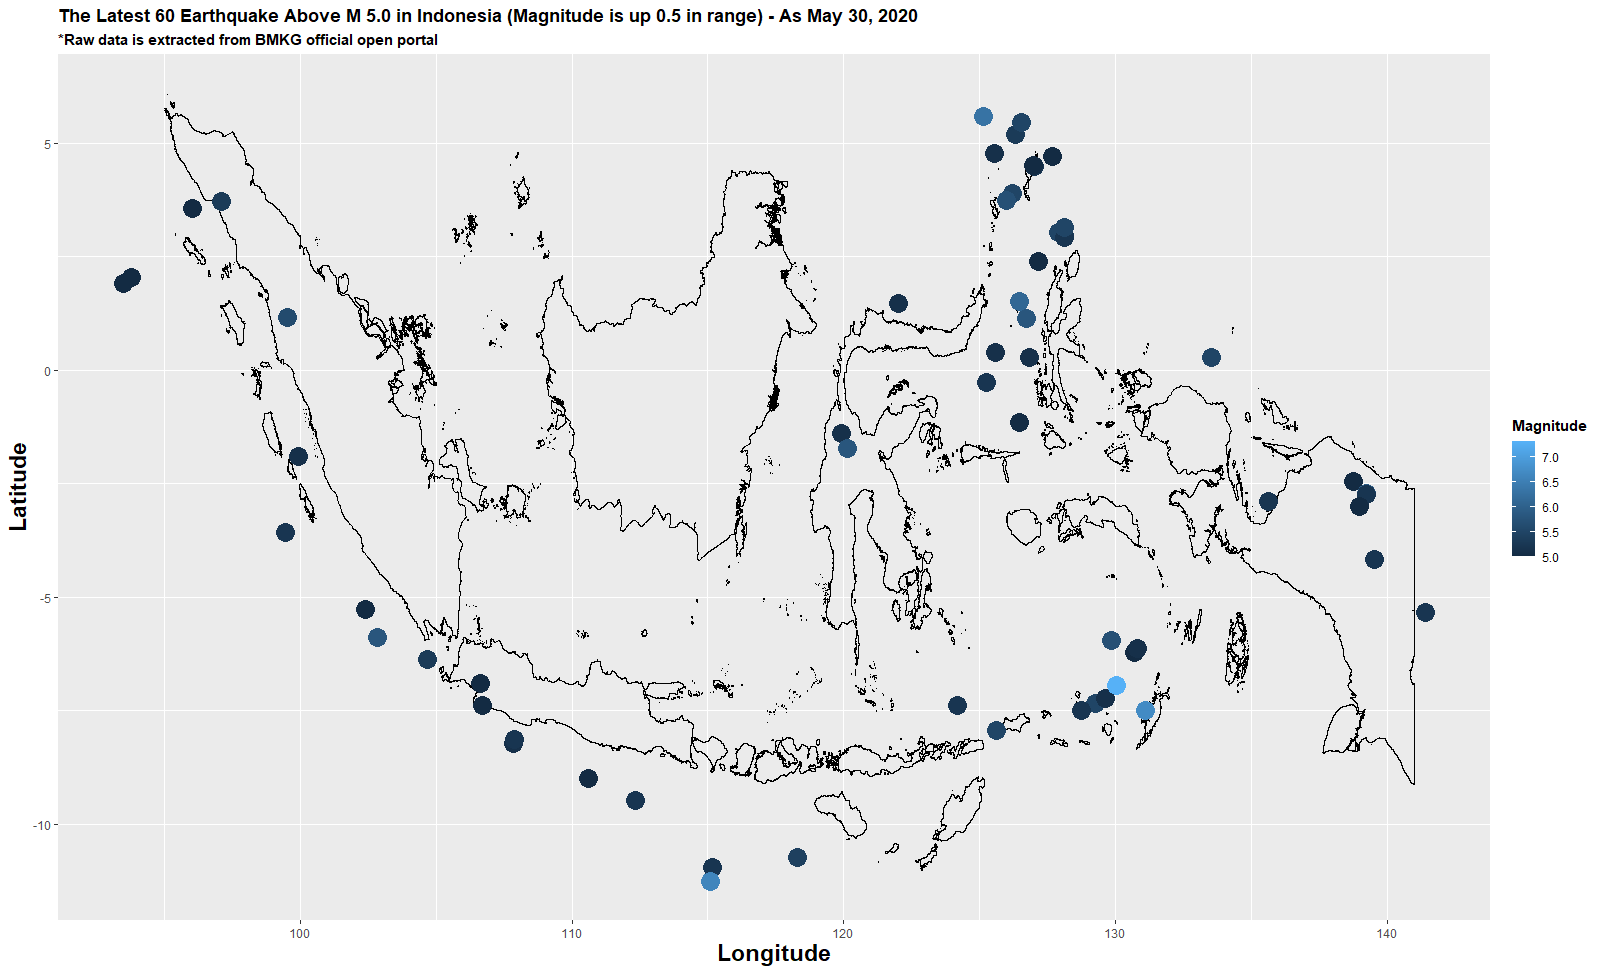 The Latest 60 Earthquake Above M 5.0 in Indonesia (Magnitude is up 0.5 in range) - As May 30, 2020
*Raw data is extracted from BMKG official open portal
5
0
-5
-10
Latitude
100
110
120
130
140
Longitude
Magnitude
7.0
6.5
6.0
5.5
5.0